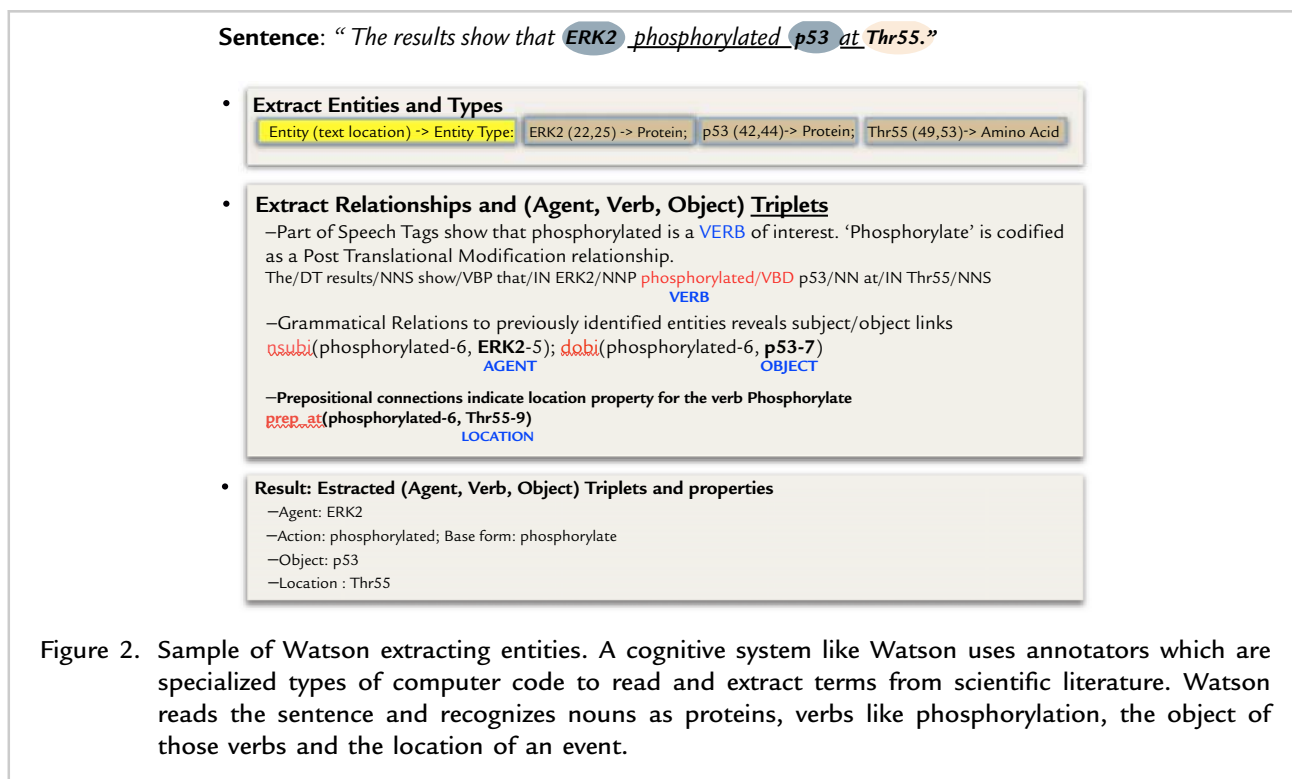 Sentence: “ The results show that ERK2 phosphorylated p53 at Thr55.”
• Extract Entities and Types
Entity (text location) -> Entity Type: ERK2 (22,25) -> Protein; p53 (42,44)-> Protein; Thr55 (49,53)-> Amino Acid
• Extract Relationships and (Agent, Verb, Object) Triplets
–Part of Speech Tags show that phosphorylated is a VERB of interest. ‘Phosphorylate’ is codified
as a Post Translational Modification relationship.
The/DT results/NNS show/VBP that/IN ERK2/NNP phosphorylated/VBD p53/NN at/IN Thr55/NNS
VERB
–Grammatical Relations to previously identified entities reveals subject/object links
nsubj(phosphorylated-6, ERK2-5); dobj(phosphorylated-6, p53-7)
AGENT OBJECT
–Prepositional connections indicate location property for the verb Phosphorylate
prep_at(phosphorylated-6, Thr55-9)
LOCATION
• Result: Estracted (Agent, Verb, Object) Triplets and properties
–Agent: ERK2
–Action: phosphorylated; Base form: phosphorylate
–Object: p53
–Location : Thr55
Figure 2. Sample of Watson extracting entities. A cognitive system like Watson uses annotators which are
specialized types of computer code to read and extract terms from scientific literature. Watson
reads the sentence and recognizes nouns as proteins, verbs like phosphorylation, the object of
those verbs and the location of an event.